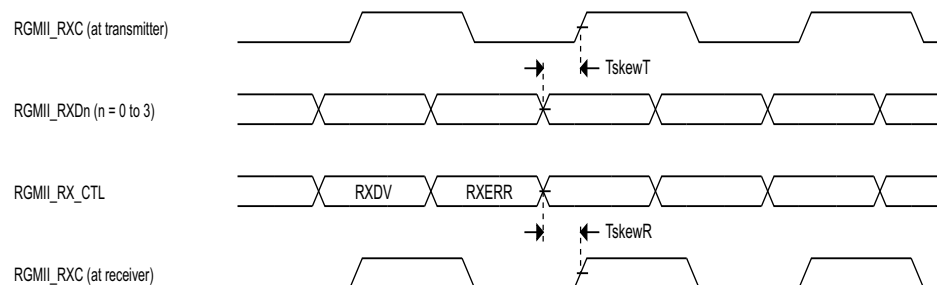 RGMII_RXC (at transmitter)
TskewT
RGMII_RXDn (n = 0 to 3)
RGMII_RX_CTL
RXDV
RXERR
TskewR
RGMII_RXC (at receiver)